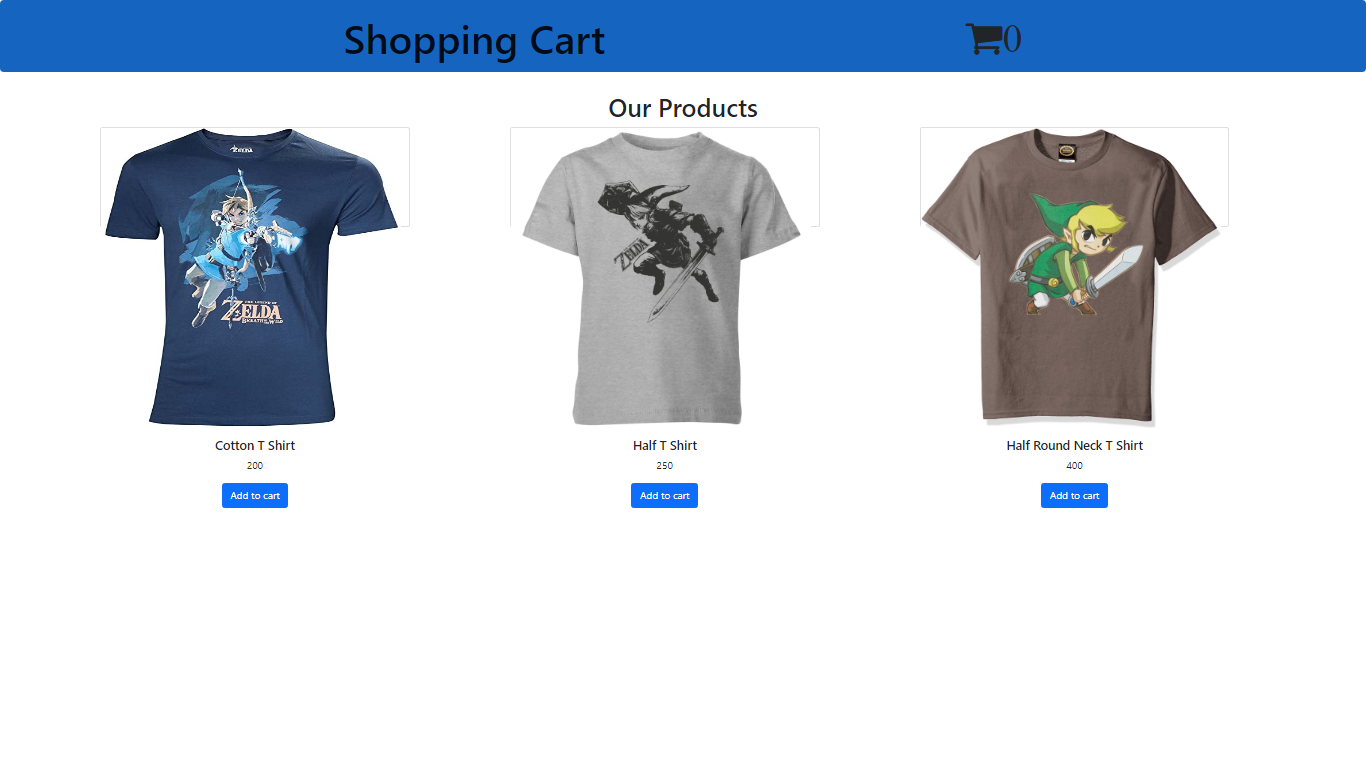 Shopping Cart
0
Our Products
ZELDA
THE LEGEND OF
ZELDA
BREATH OF THE WILD
ZELDA
Cotton T Shirt
Half T Shirt
Half Round Neck T Shirt
200
250
400
Add to cart
Add to cart
Add to cart